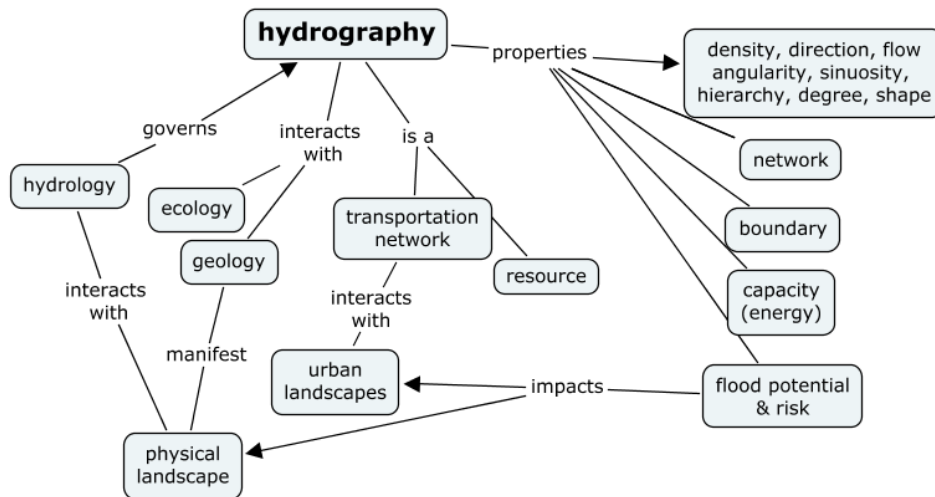 hydrography
properties
density, direction, flow
angularity, sinuosity,
hierarchy, degree, shape
governs
interacts
with
is a
network
hydrology
ecology
transportation
network
boundary
geology
resource
capacity
(energy)
interacts
with
interacts
with
manifest
urban
landscapes
impacts
flood potential
& risk
physical
landscape